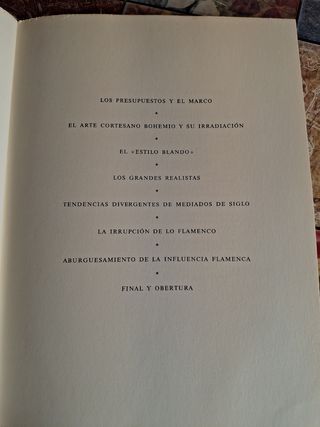 LOS PRESUPUESTOS Y EL MARCO
EL ARTE CORTESANO BOHEMIO Y SU IRRADIACIÓN
EL «ESTILO BLANDO»
LOS GRANDES REALISTAS
TENDENCIAS DIVERGENTES DE MEDIADOS DE SIGLO
LA IRRUPCIÓN DE LO FLAMENCO
ABURGUESAMIENTO DE LA INFLUENCIA FLAMENCA
FINAL Y OBERTURA